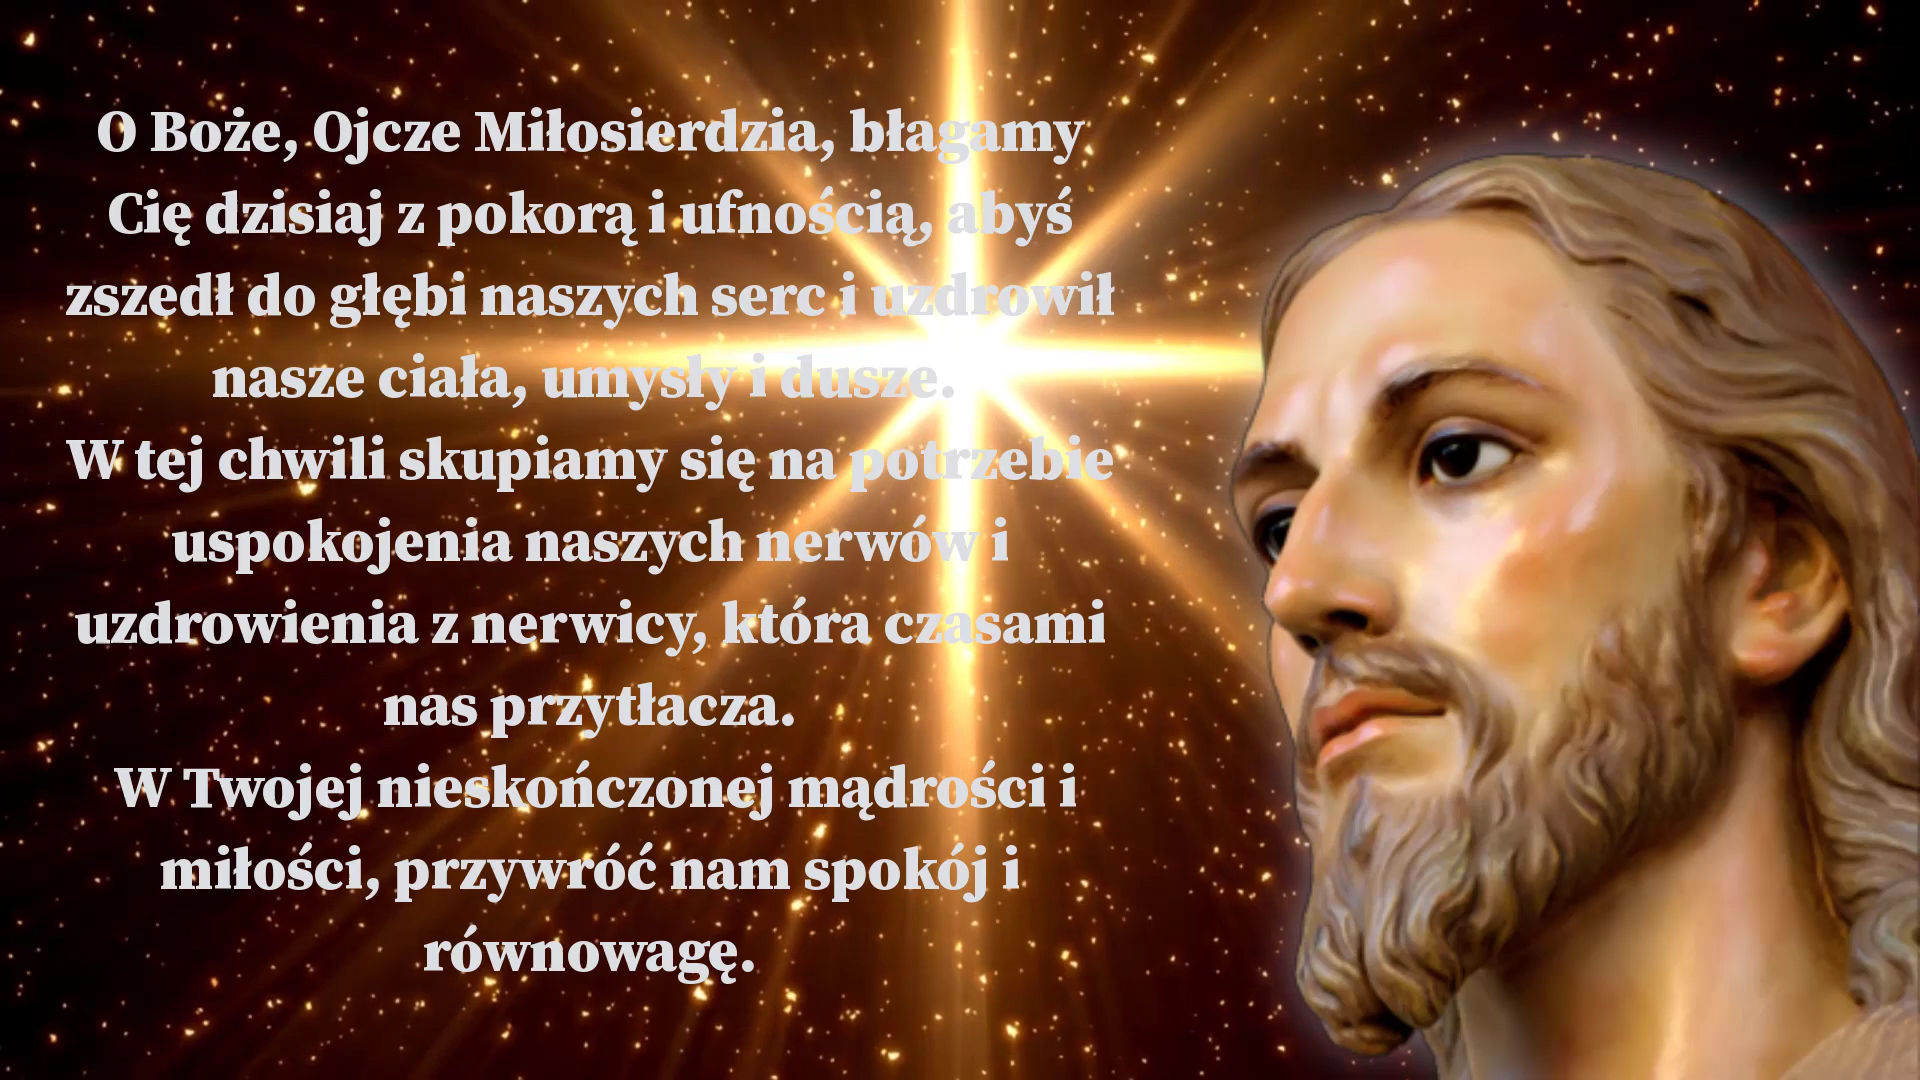 O Boże, Ojcze Miłosierdzia, błagamy
Cię dzisiaj z pokorą i ufnością, abyś
zszedł do głębi naszych serc i uzdrowił
nasze ciała, umysły i dusze.
W tej chwili skupiamy się na potrzebie
uspokojenia naszych nerwów i
uzdrowienia z nerwicy, która czasami
nas przytłacza.
W Twojej nieskończonej mądrości i
miłości, przywróć nam spokój i
równowagę.